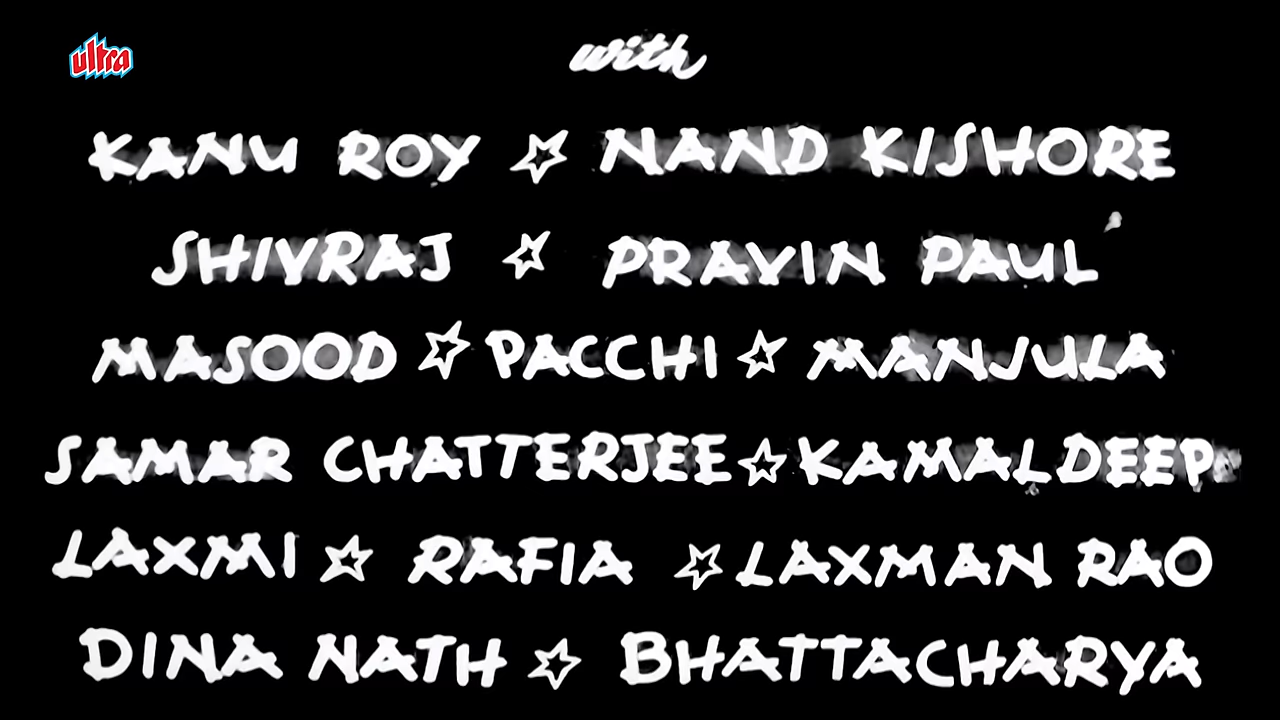 ultra
with
KANU ROY ☆ NAND KISHORE
SHIVRAJ ☆ PRAVIN PAUL
MASOOD ☆ PACCHI ☆ MANJULA
SAMAR CHATTERJEE ☆ KAMALDEEP
LAXMI ☆ RAFIA ☆ LAXMAN RAO
DINA NATH ☆ BHATTACHARYA